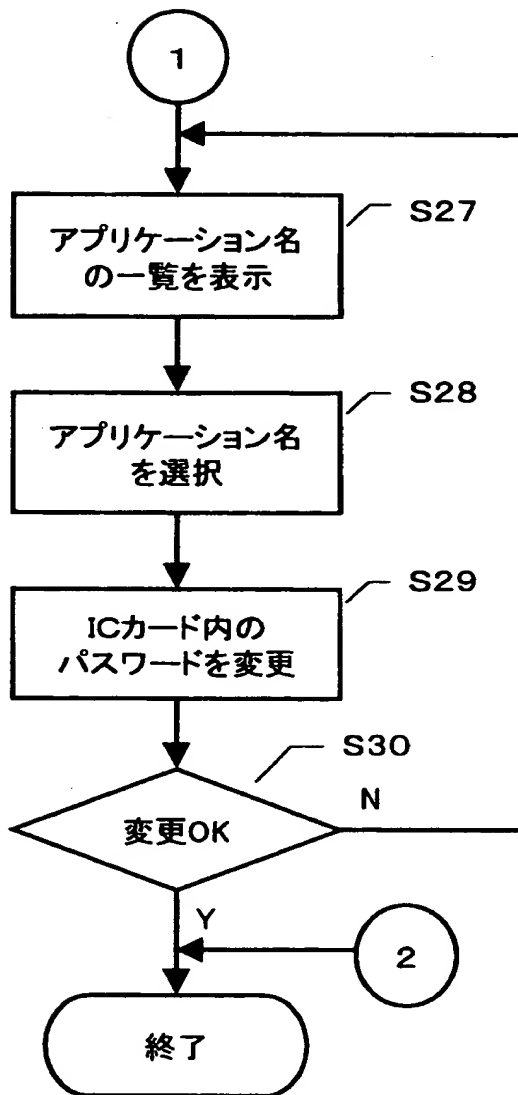 1
S27
アプリケーション名
の一覧を表示
S28
アプリケーション名
を選択
S29
ICカード内の
パスワードを変更
S30
変更OK
N
Y
2
終了